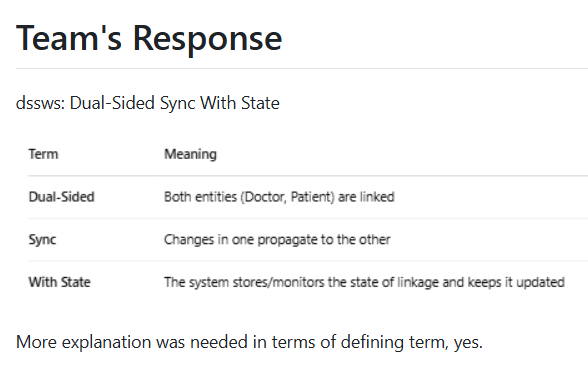 Team's Response
dssws: Dual-Sided Sync With State
Term Meaning
Dual-Sided Both entities (Doctor, Patient) are linked
Sync Changes in one propagate to the other
With State The system stores/monitors the state of linkage and keeps it updated
More explanation was needed in terms of defining term, yes.